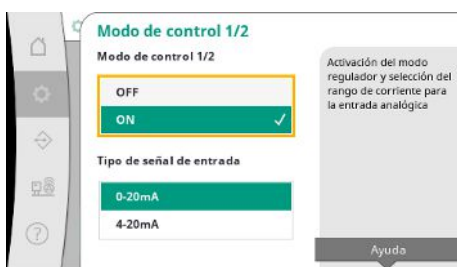 Modo de control 1/2
Modo de control 1/2
OFF
ON
Tipo de señal de entrada
0-20mA
4-20mA
Activación del modo
regulador y selección del
rango de corriente para
la entrada analógica
Ayuda